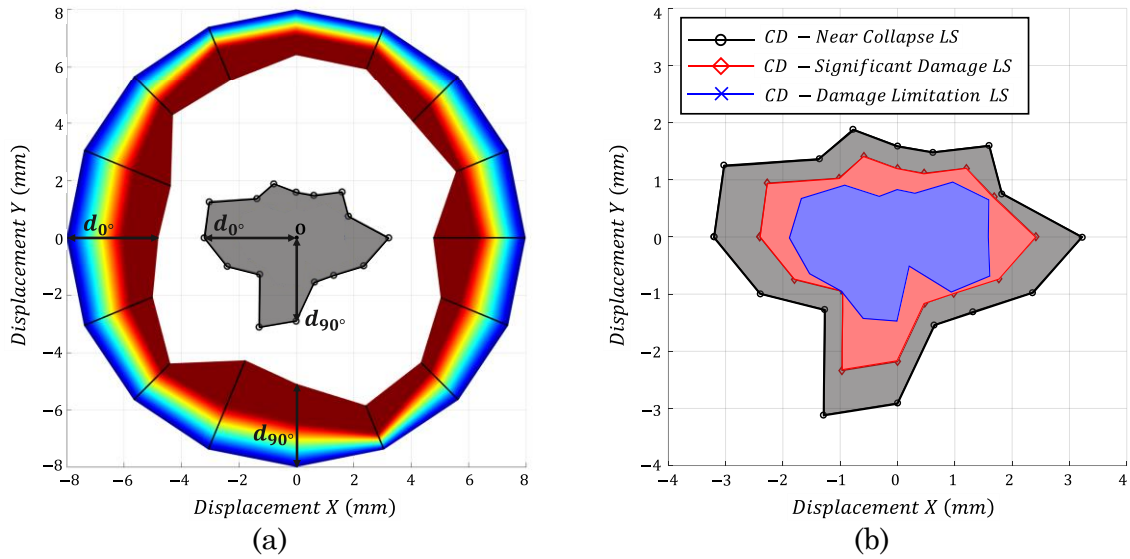 8
6
4
2
0
−2
−4
−6
−8
−8
−6
−4
−2
0
2
4
6
8
Displacement Y (mm)
Displacement X (mm)
d0°
d0°
o
d90°
d90°
(a)
4
3
2
1
0
−1
−2
−3
−4
−4
−3
−2
−1
0
1
2
3
4
Displacement Y (mm)
Displacement X (mm)
CD − Near Collapse LS
CD − Significant Damage LS
CD − Damage Limitation LS
(b)